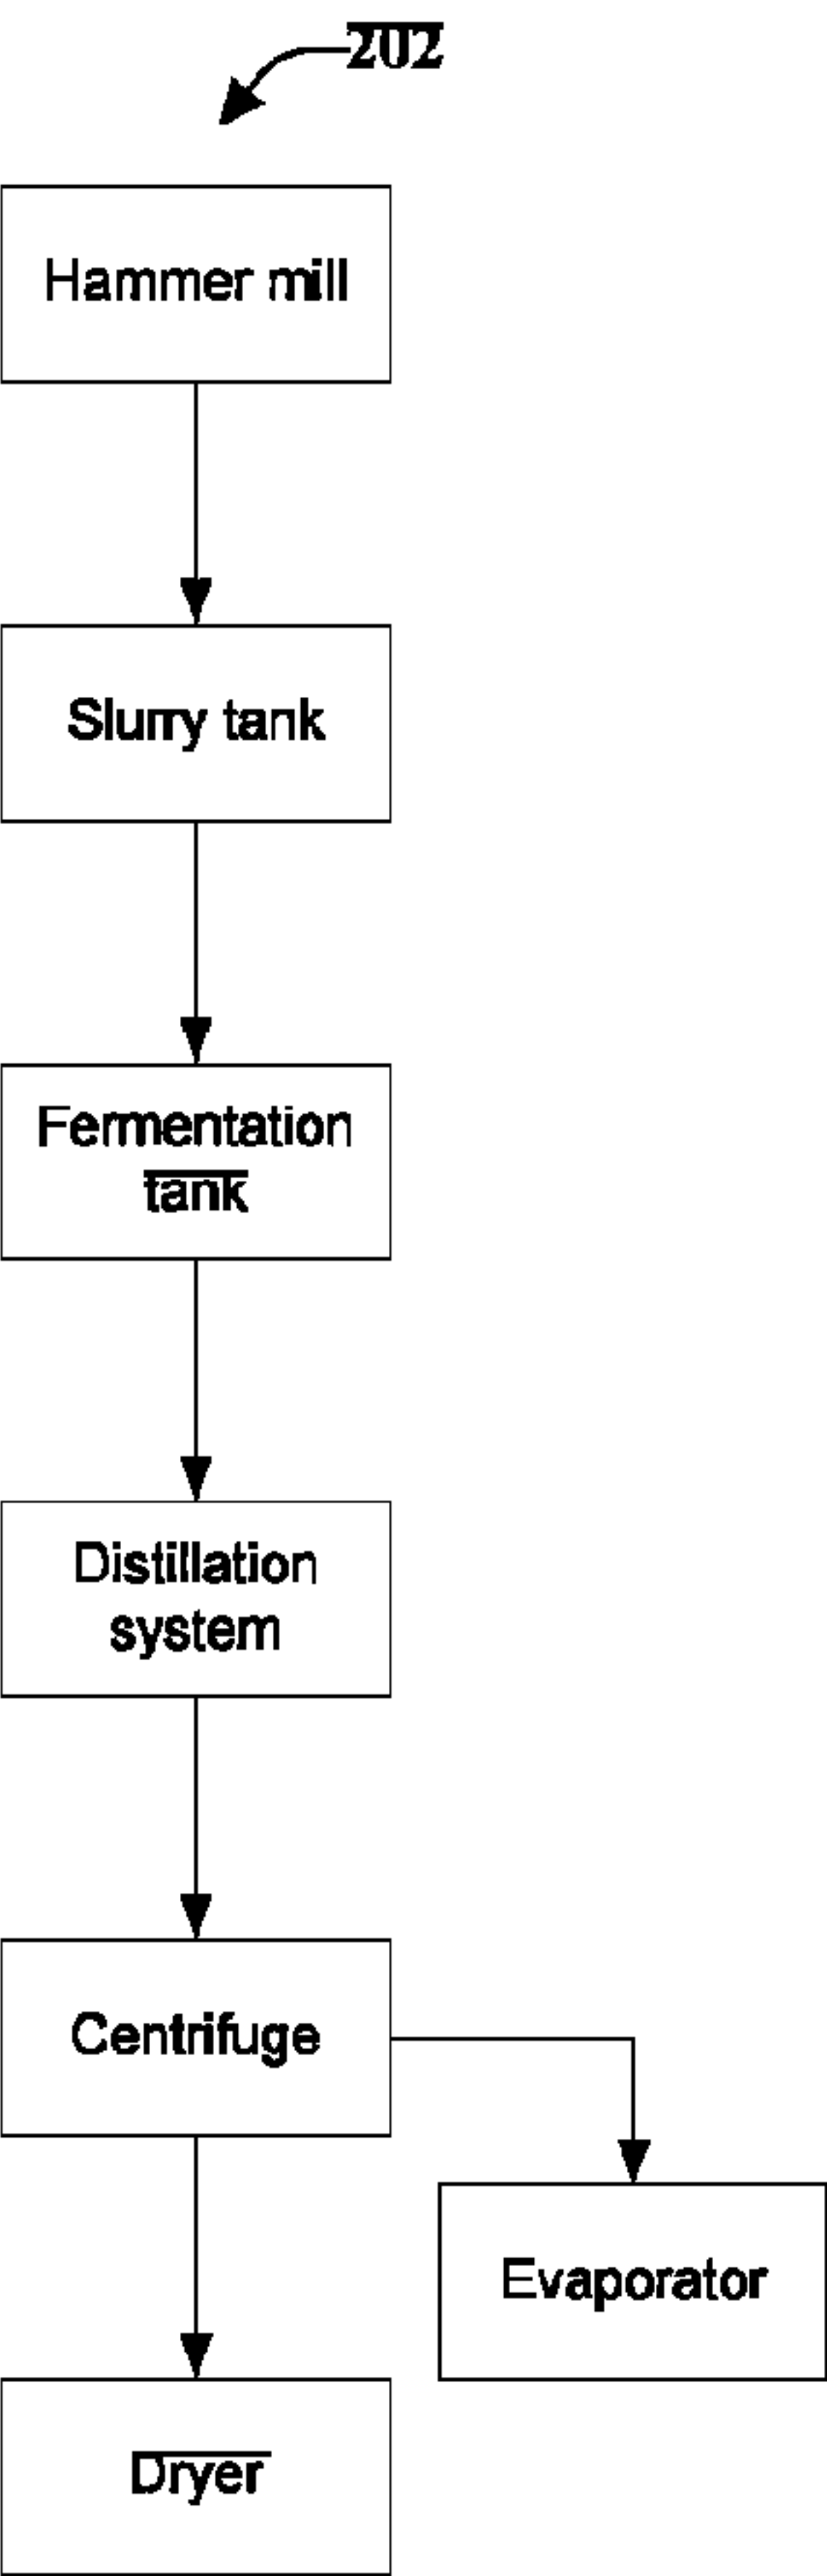 202
Hammer mill
Slurry tank
Fermentation
tank
Distillation
system
Centrifuge
Evaporator
Dryer